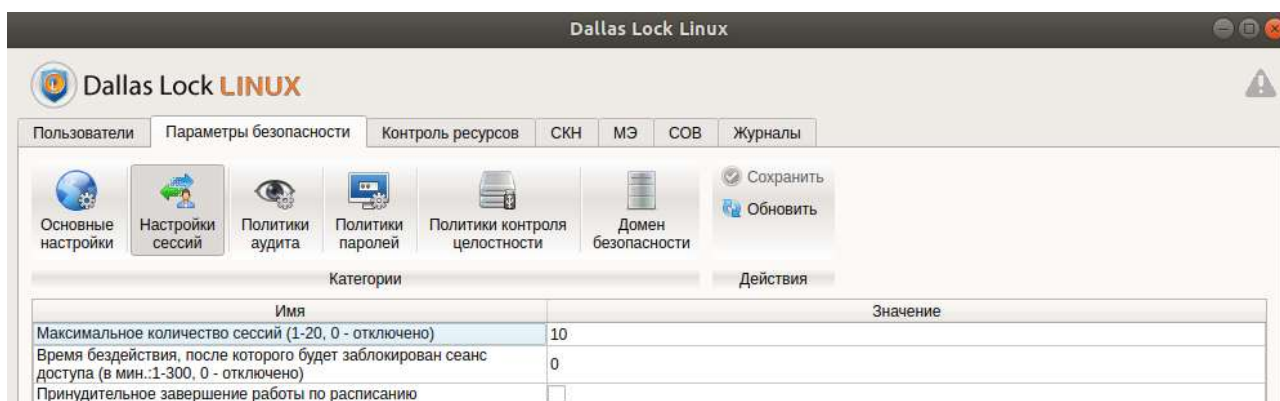 Dallas Lock Linux
Dallas Lock LINUX
Пользователи Параметры безопасности Контроль ресурсов СКН МЭ СОВ Журналы
Основные настройки
Настройки сессий
Политики аудита
Политики паролей
Политики контроля целостности
Домен безопасности
Сохранить
Обновить
Категории Действия
Имя Значение
Максимальное количество сессий (1-20, 0 - отключено) 10
Время бездействия, после которого будет заблокирован сеанс
доступа (в мин.:1-300, 0 - отключено) 0
Принудительное завершение работы по расписанию